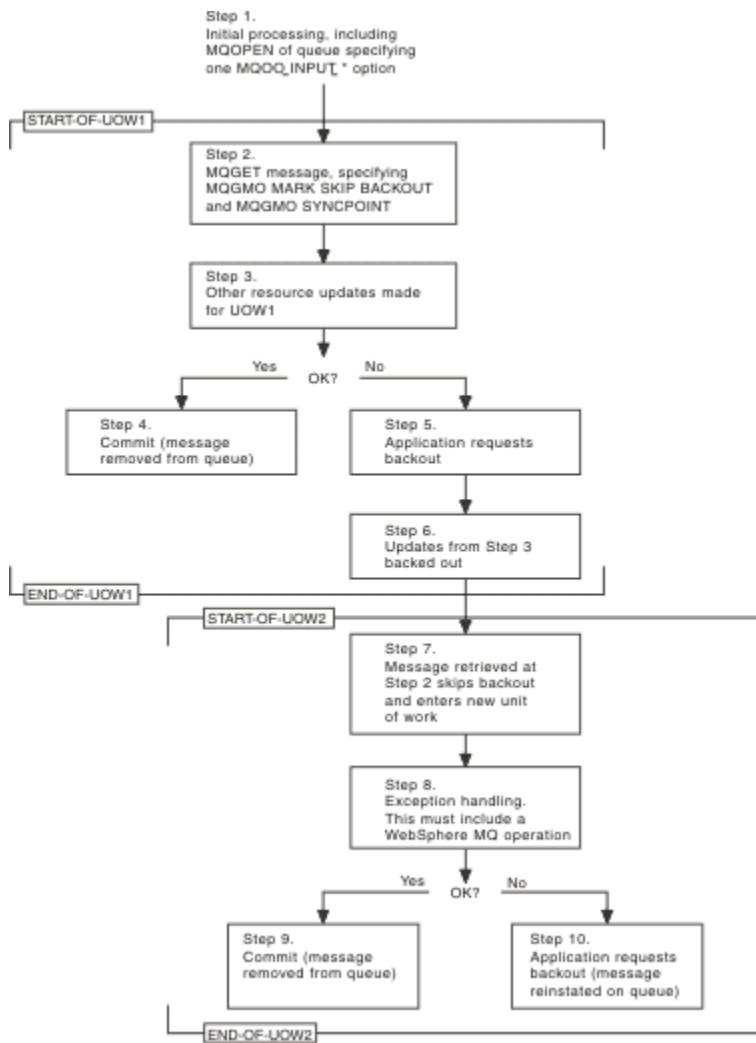 Step 1.
Initial processing, including
MQOPEN of queue specifying
one MQOO_INPUT_* option
START-OF-UOW1
Step 2.
MQGET message, specifying
MQGMO MARK SKIP BACKOUT
and MQGMO SYNCPOINT
Step 3.
Other resource updates made
for UOW1
Yes
OK?
No
Step 4.
Commit (message
removed from queue)
Step 5.
Application requests
backout
Step 6.
Updates from Step 3
backed out
END-OF-UOW1
START-OF-UOW2
Step 7.
Message retrieved at
Step 2 skips backout
and enters new unit
of work
Step 8.
Exception handling.
This must include a
WebSphere MQ operation
Yes
OK?
No
Step 9.
Commit (message
removed from queue)
Step 10.
Application requests
backout (message
reinstated on queue)
END-OF-UOW2